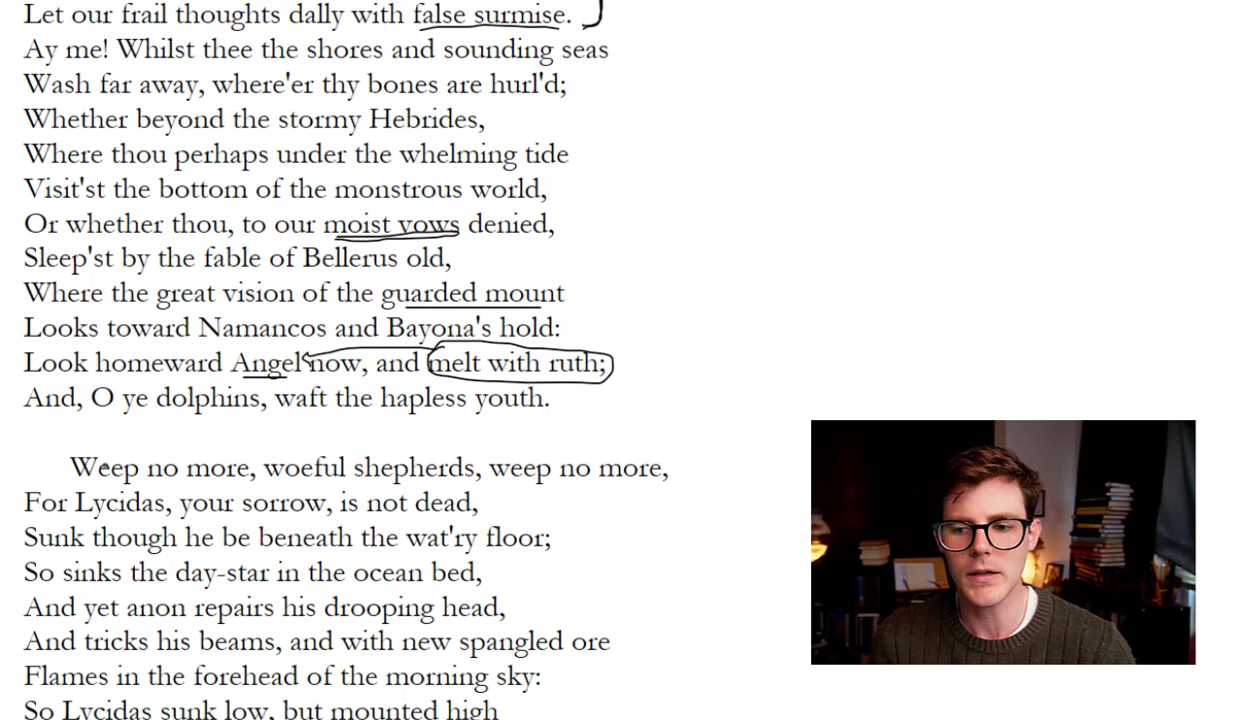 Let our frail thoughts dally with false surmise.
Ay me! Whilst thee the shores and sounding seas
Wash far away, where'er thy bones are hurl'd;
Whether beyond the stormy Hebrides,
Where thou perhaps under the whelming tide
Visit'st the bottom of the monstrous world,
Or whether thou, to our moist vows denied,
Sleep'st by the fable of Bellerus old,
Where the great vision of the guarded mount
Looks toward Namancos and Bayona's hold:
Look homeward Angel now, and melt with ruth;
And, O ye dolphins, waft the hapless youth.
Weep no more, woeful shepherds, weep no more,
For Lycidas, your sorrow, is not dead,
Sunk though he be beneath the wat'ry floor;
So sinks the day-star in the ocean bed,
And yet anon repairs his drooping head,
And tricks his beams, and with new spangled ore
Flames in the forehead of the morning sky:
So Lycidas sunk low, but mounted high